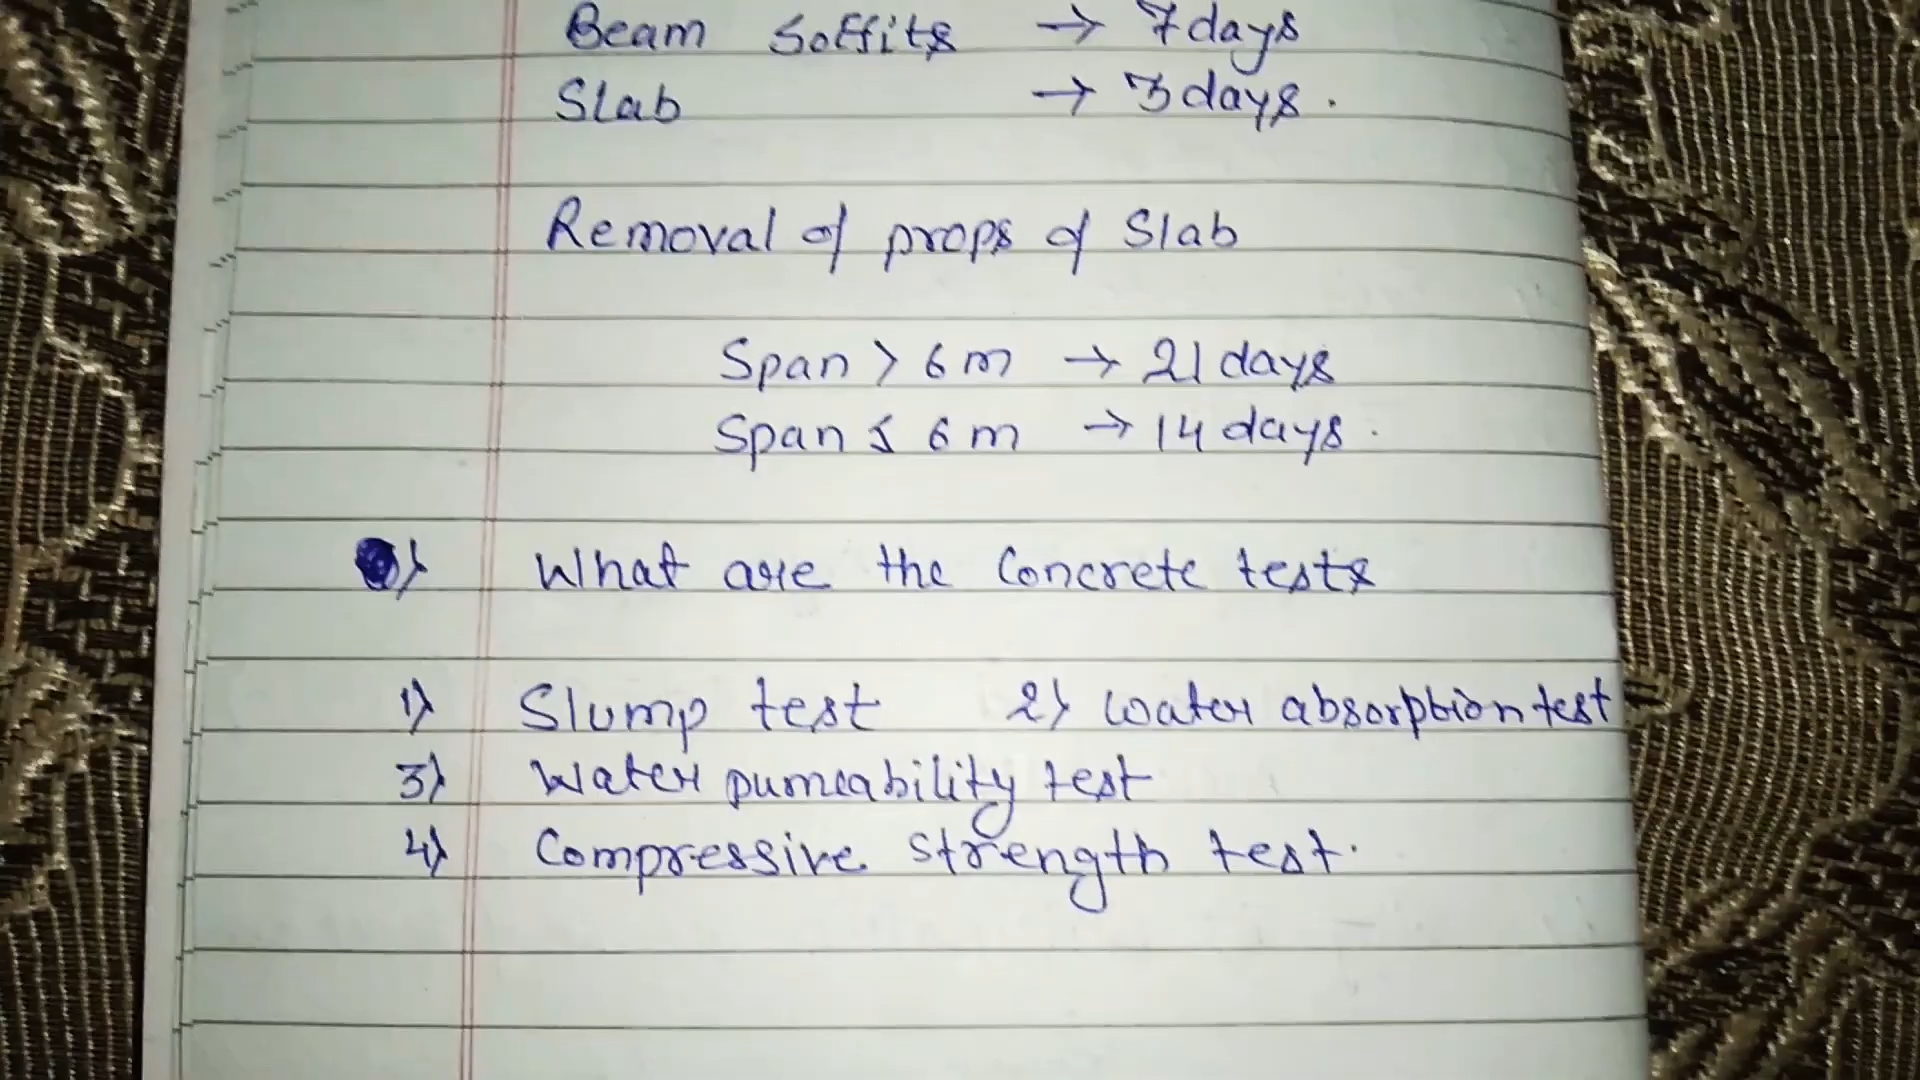 Beam Soffits → 7 days
Slab → 3 days.
Removal of props of Slab
Span > 6 m → 21 days
Span ≤ 6 m → 14 days.
What are the Concrete tests
1) Slump test 2) Water absorption test
3) Water pumeability test
4) Compressive strength test.